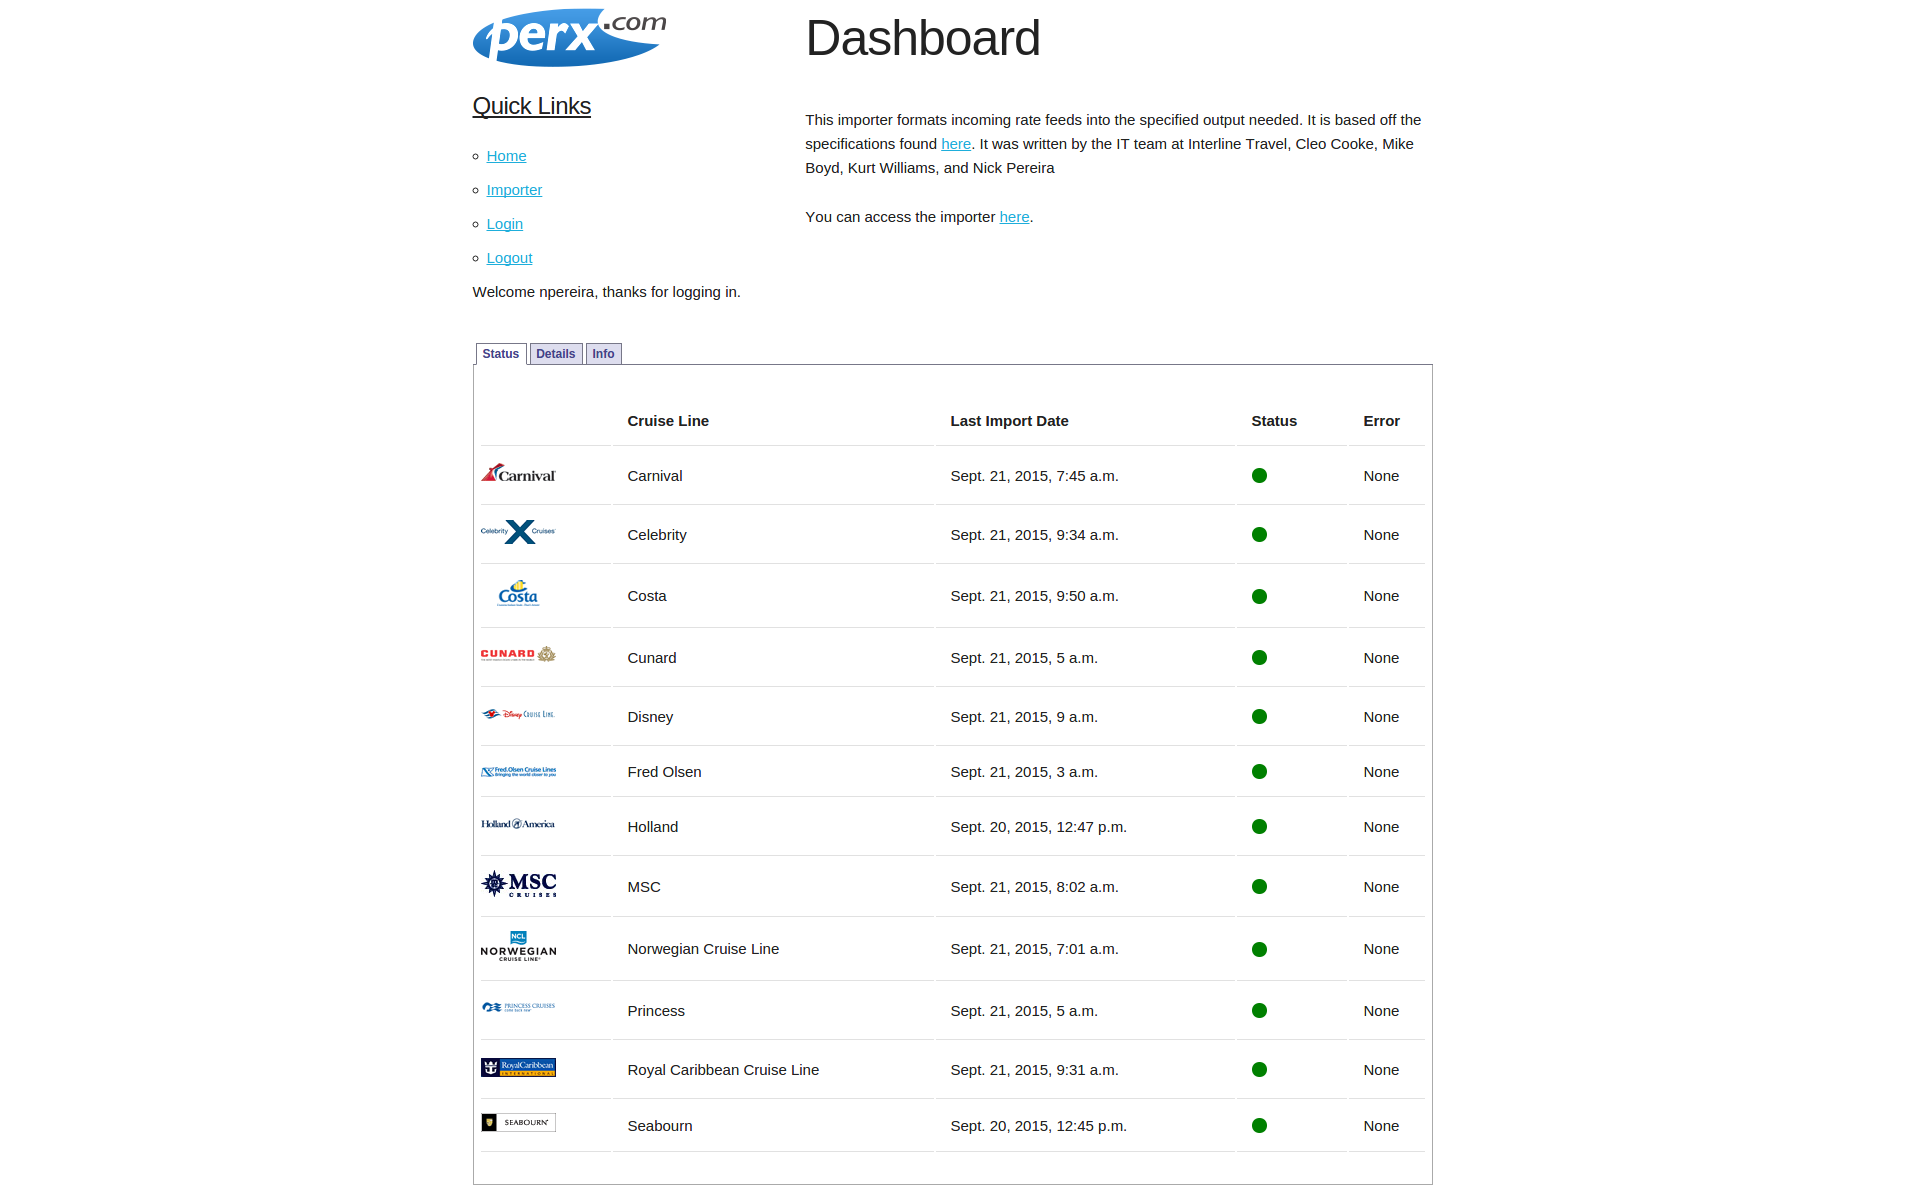 perx.com
Dashboard
Quick Links
Home
Importer
Login
Logout
Welcome npereira, thanks for logging in.
This importer formats incoming rate feeds into the specified output needed. It is based off the
specifications found here. It was written by the IT team at Interline Travel, Cleo Cooke, Mike
Boyd, Kurt Williams, and Nick Pereira
You can access the importer here.
Status Details Info
Cruise Line Last Import Date Status Error
Carnival Carnival Sept. 21, 2015, 7:45 a.m. None
Celebrity X Cruises Celebrity Sept. 21, 2015, 9:34 a.m. None
Costa Costa Sept. 21, 2015, 9:50 a.m. None
CUNARD Cunard Sept. 21, 2015, 5 a.m. None
Disney Cruise Line Disney Sept. 21, 2015, 9 a.m. None
Fred.Olsen Cruise Lines
Bringing the world closer to you
Fred Olsen Sept. 21, 2015, 3 a.m. None
Holland America Holland Sept. 20, 2015, 12:47 p.m. None
MSC
CRUISES
MSC Sept. 21, 2015, 8:02 a.m. None
NCL
NORWEGIAN
CRUISE LINE
Norwegian Cruise Line Sept. 21, 2015, 7:01 a.m. None
PRINCESS CRUISES
Princess Sept. 21, 2015, 5 a.m. None
RoyalCaribbean
INTERNATIONAL
Royal Caribbean Cruise Line Sept. 21, 2015, 9:31 a.m. None
SEABOURN Seabourn Sept. 20, 2015, 12:45 p.m. None